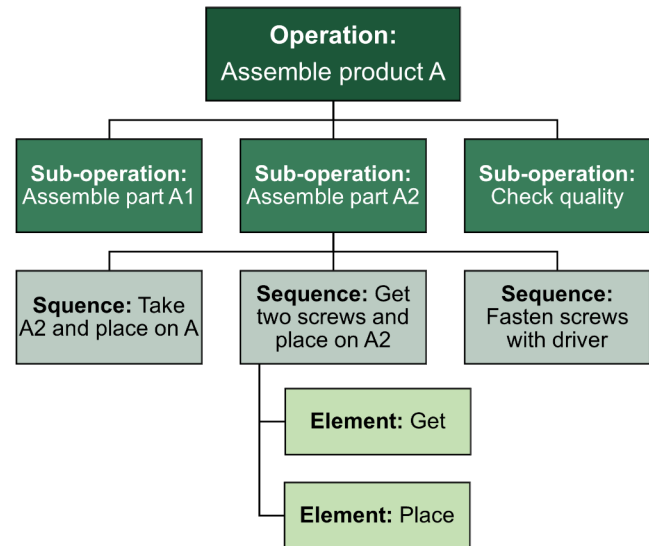 Operation:
Assemble product A
Sub-operation:
Assemble part A1
Sub-operation:
Assemble part A2
Sub-operation:
Check quality
Squence: Take
A2 and place on A
Sequence: Get
two screws and
place on A2
Sequence:
Fasten screws
with driver
Element: Get
Element: Place